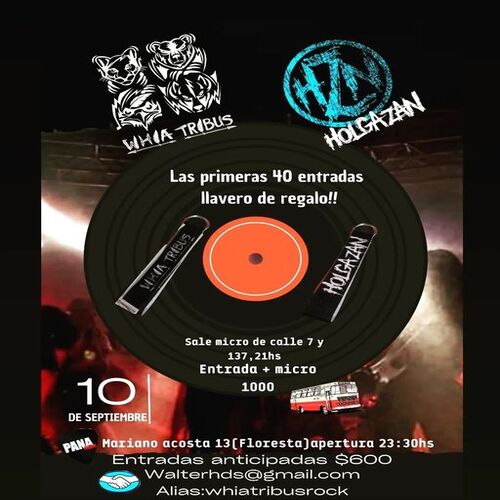 WHIA TRIBUS
HZN
HOLGAZAN
Las primeras 40 entradas
llavero de regalo!!
WHIA TRIBUS
HOLGAZAN
Sale micro de calle 7 y
137,21hs
Entrada + micro
1000
10
DE SEPTIEMBRE
PANA
Mariano acosta 13(Floresta)apertura 23:30hs
Entradas anticipadas $600
Walterhds@gmail.com
Alias:whiatribusrock